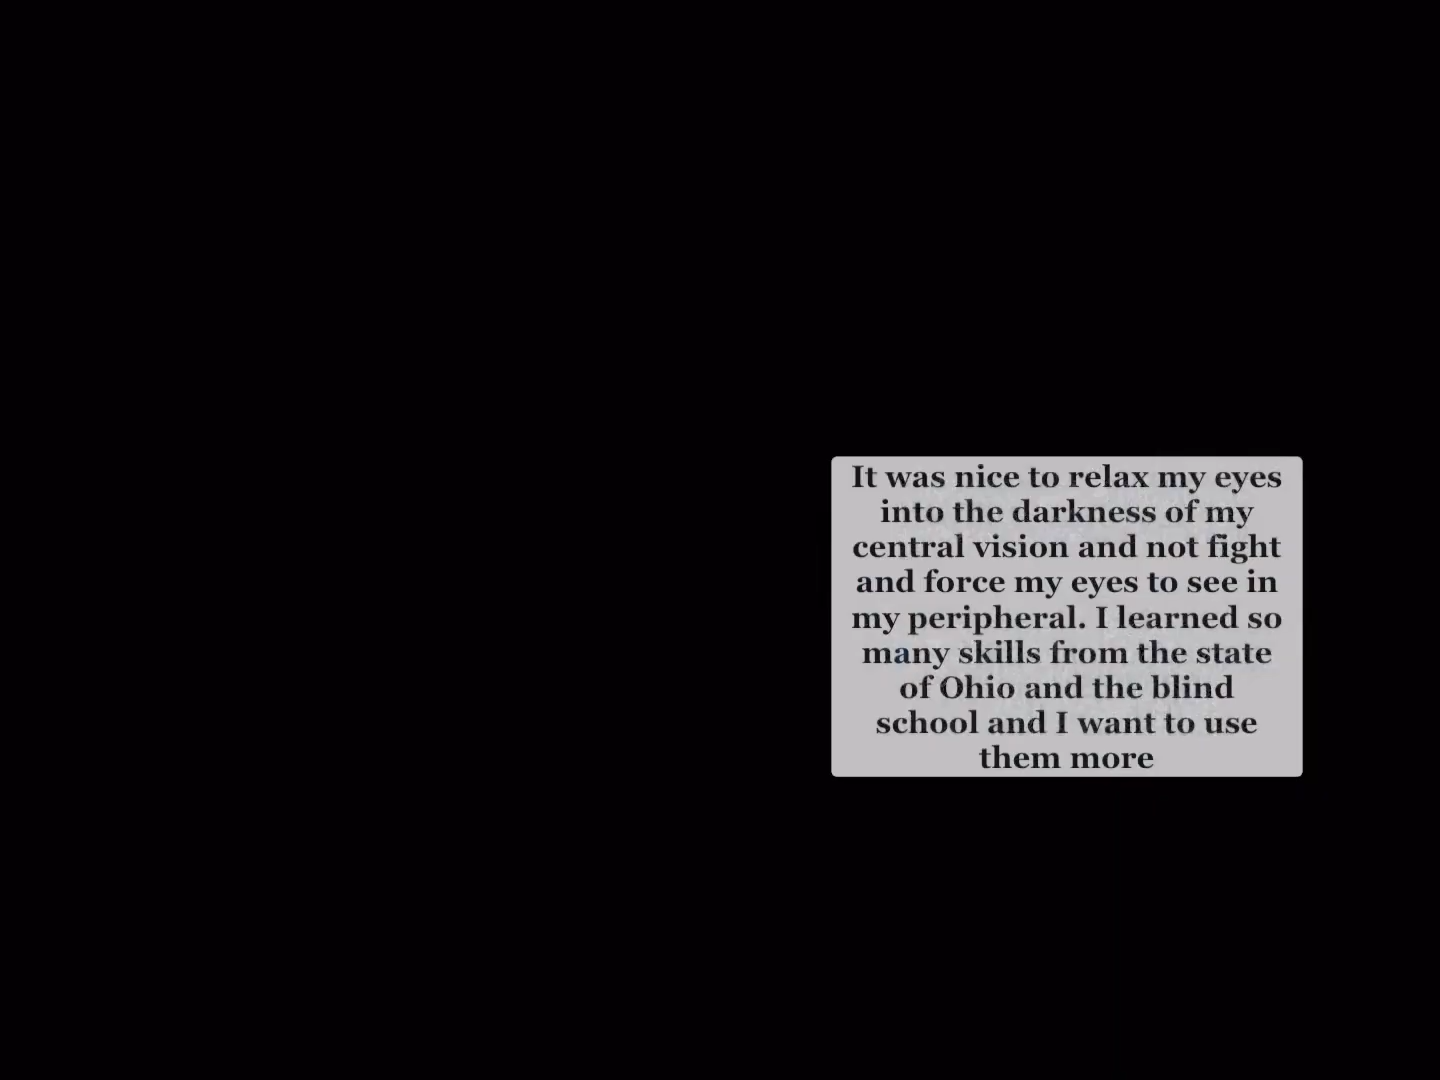 It was nice to relax my eyes
into the darkness of my
central vision and not fight
and force my eyes to see in
my peripheral. I learned so
many skills from the state
of Ohio and the blind
school and I want to use
them more